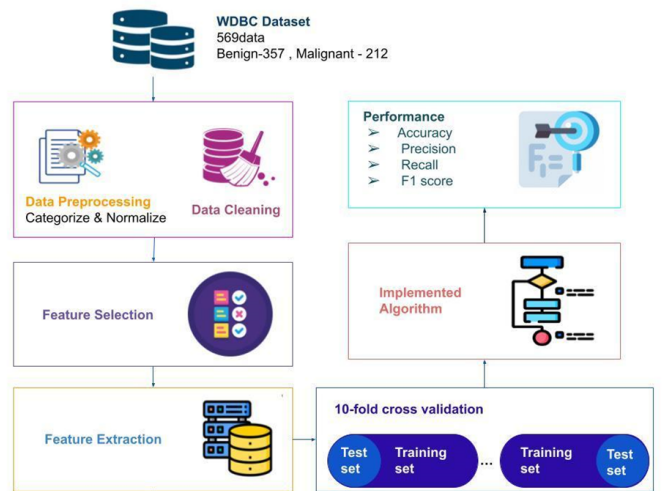 WDBC Dataset
569data
Benign-357 , Malignant - 212
Data Preprocessing
Categorize & Normalize
Data Cleaning
Feature Selection
Feature Extraction
10-fold cross validation
Test
set
Training
set
...
Training
set
Test
set
Implemented
Algorithm
Performance
➢ Accuracy
➢ Precision
➢ Recall
➢ F1 score